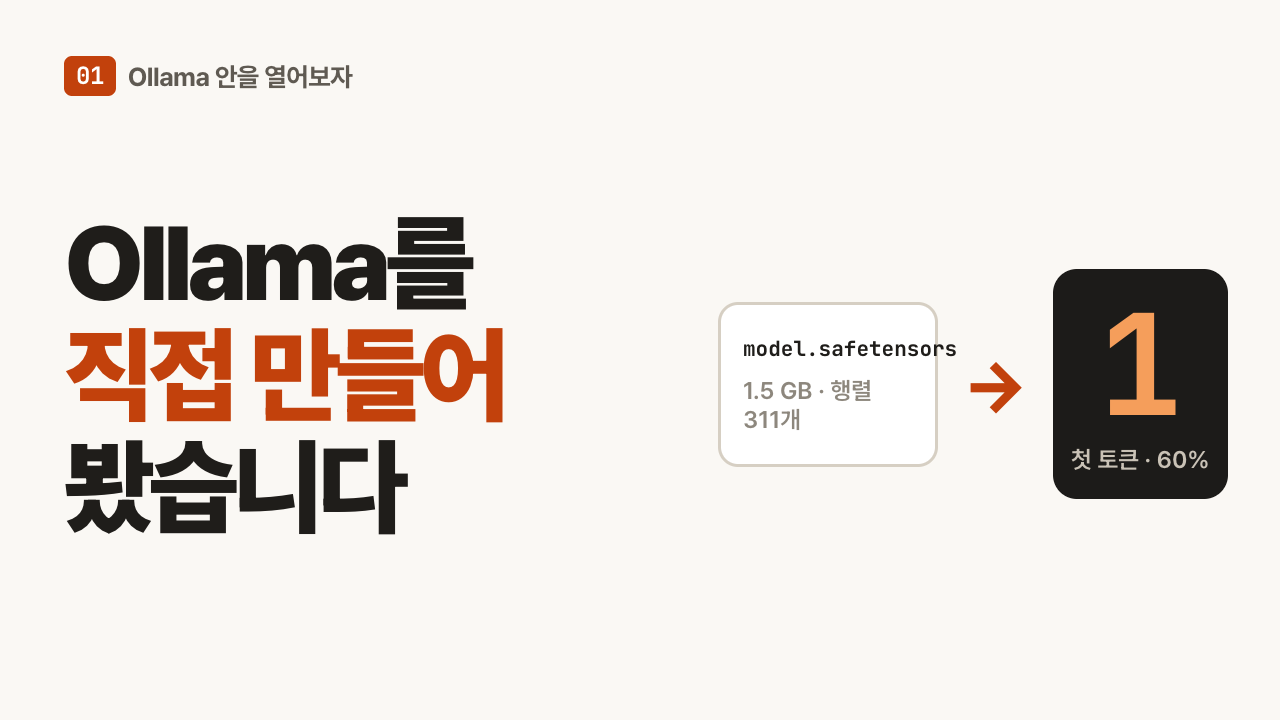 01 Ollama 안을 열어보자
Ollama를
직접 만들어
봤습니다
model.safetensors
1.5 GB · 행렬
311개
→
1
첫 토큰 · 60%